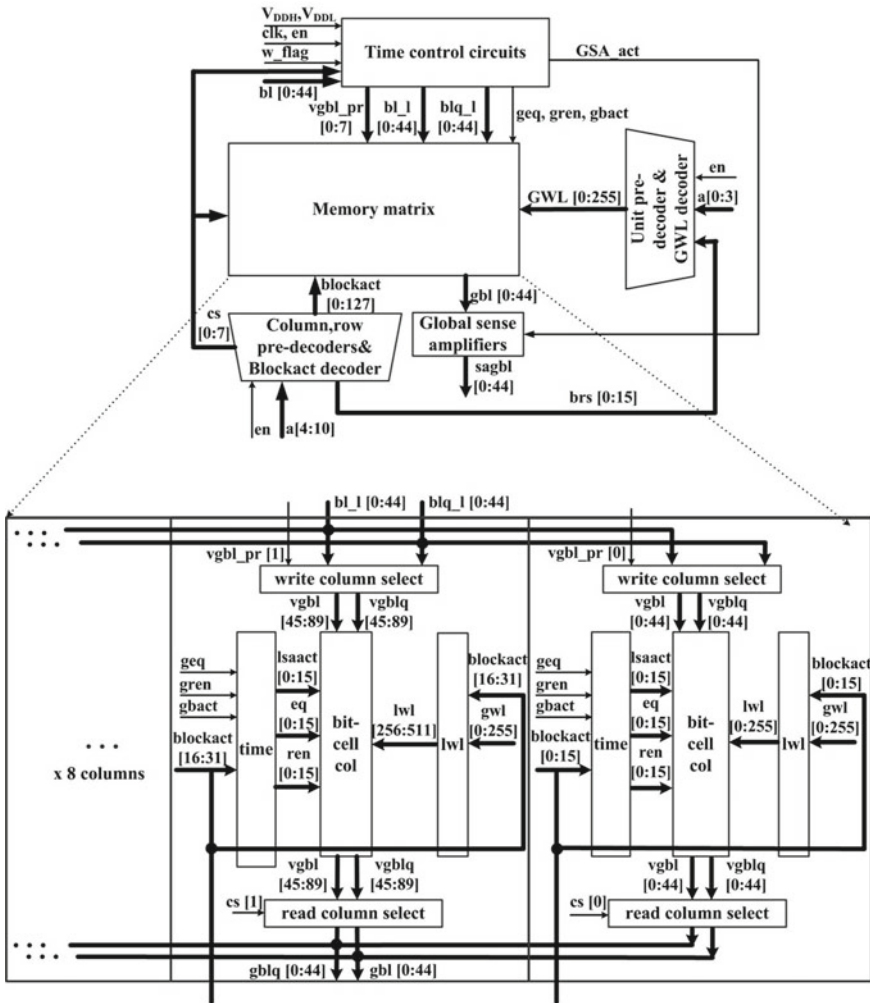 V_DDH,V_DDL
clk, en
w_flag
bl [0:44]
Time control circuits
GSA_act
vgbl_pr
[0:7]
bl_l
[0:44]
blq_l
[0:44]
geq, gren, gbact
Memory matrix
GWL [0:255]
Unit pre-
decoder &
GWL decoder
en
a[0:3]
blockact
[0:127]
gbl [0:44]
cs
[0:7]
Column,row
pre-decoders&
Blockact decoder
Global sense
amplifiers
sagbl
[0:44]
brs [0:15]
en
a[4:10]
bl_l [0:44]
blq_l [0:44]
vgbl_pr [1]
vgbl_pr [0]
write column select
write column select
vgbl
[45:89]
vgblq
[45:89]
vgbl
[0:44]
vgblq
[0:44]
geq
gren
gbact
blockact
[16:31]
time
lsaact
[0:15]
eq
[0:15]
ren
[0:15]
bit-
cell
col
lwl
[256:511]
lwl
blockact
[16:31]
gwl
[0:255]
geq
gren
gbact
blockact
[0:15]
time
lsaact
[0:15]
eq
[0:15]
ren
[0:15]
bit-
cell
col
lwl
[0:255]
lwl
blockact
[0:15]
gwl
[0:255]
x 8 columns
vgbl
[45:89]
vgblq
[45:89]
vgbl
[0:44]
vgblq
[0:44]
cs [1]
read column select
cs [0]
read column select
gblq [0:44]
gbl [0:44]